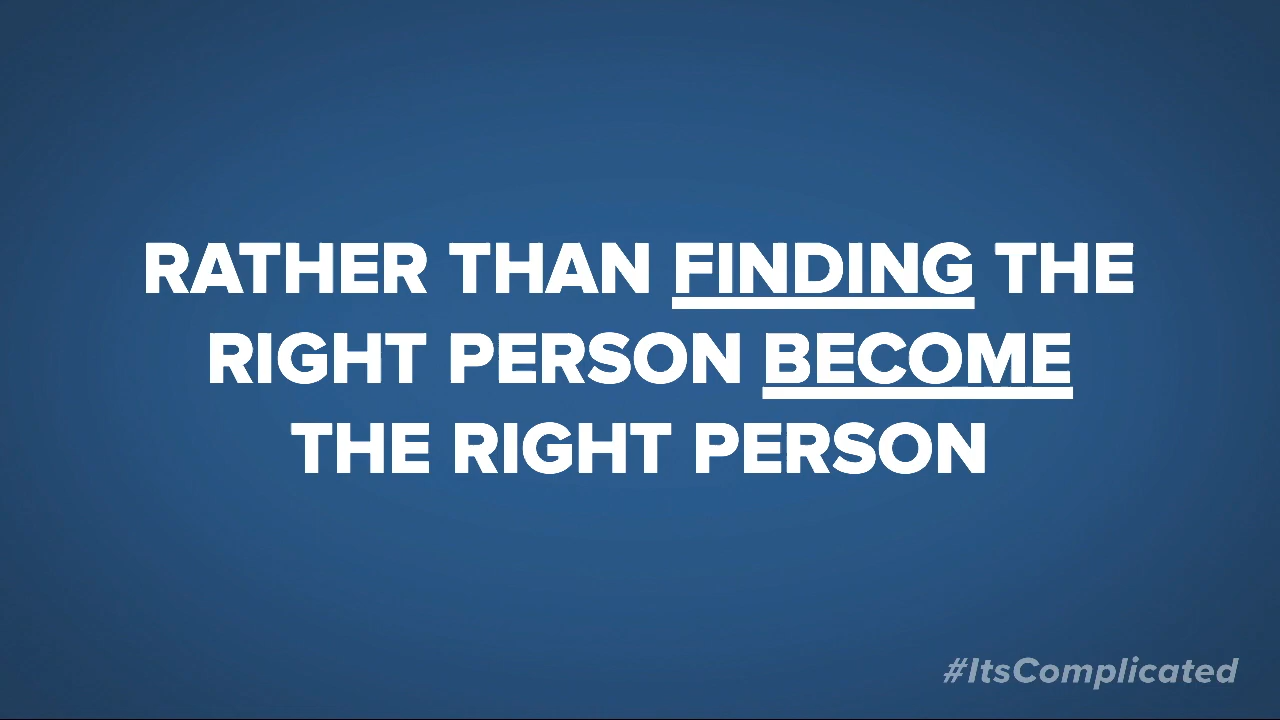 RATHER THAN FINDING THE
RIGHT PERSON BECOME
THE RIGHT PERSON
#ItsComplicated